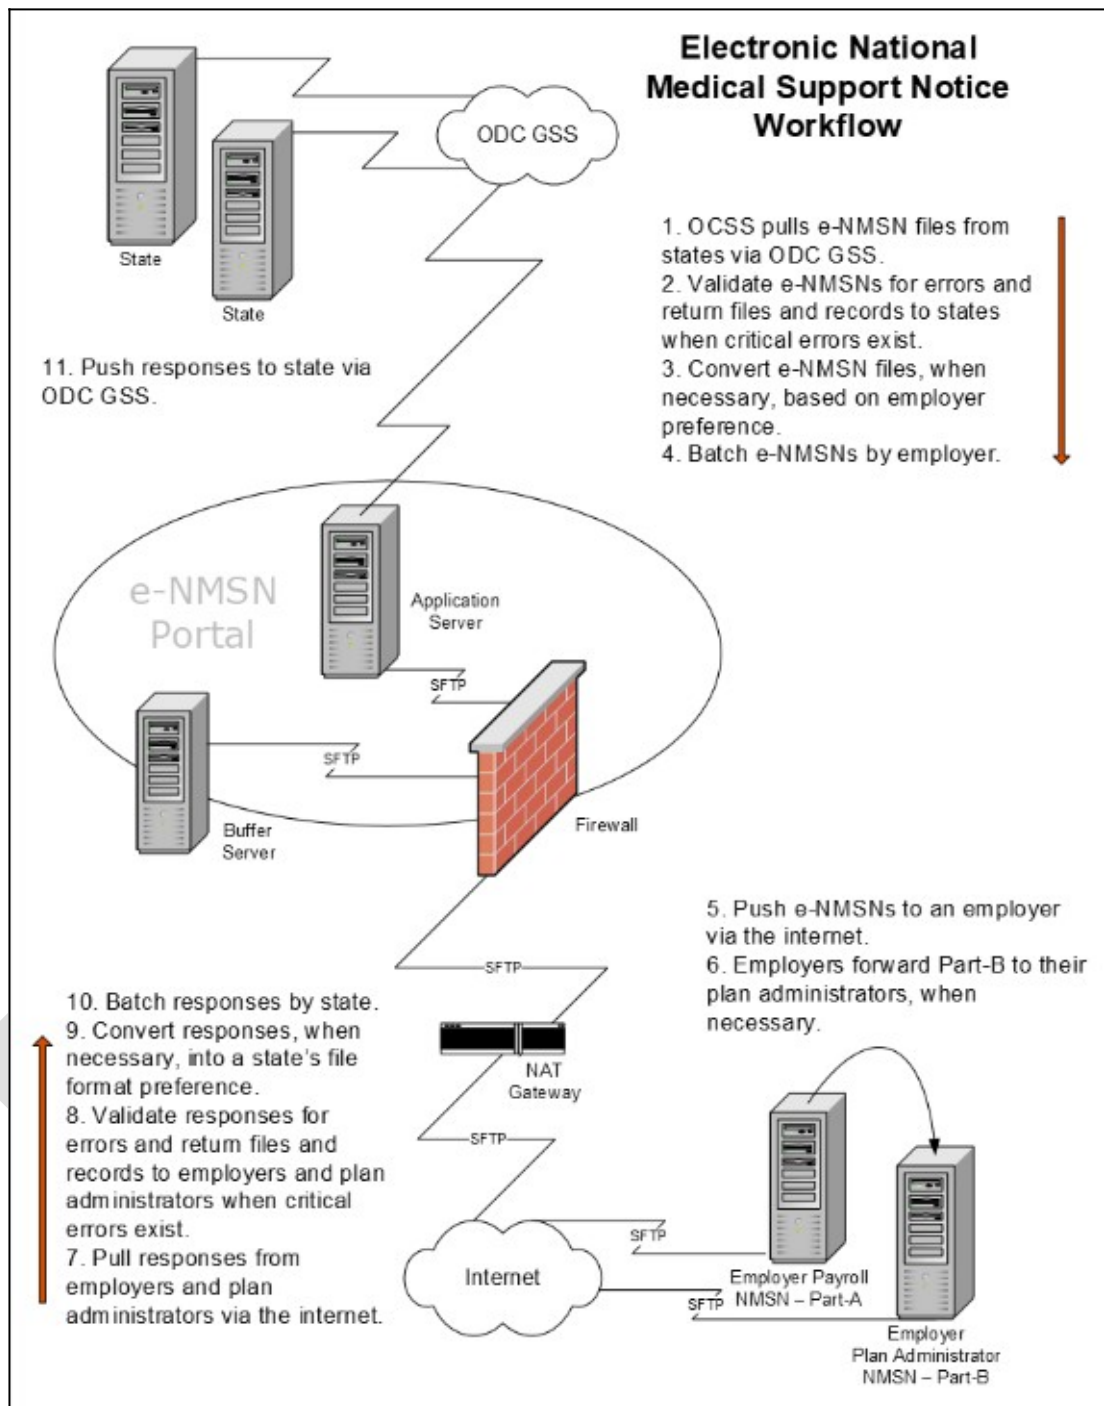 Electronic National
Medical Support Notice
Workflow
ODC GSS
State
State
1. OCSS pulls e-NMSN files from
states via ODC GSS.
2. Validate e-NMSNs for errors and
return files and records to states
when critical errors exist.
3. Convert e-NMSN files, when
necessary, based on employer
preference.
4. Batch e-NMSNs by employer.
11. Push responses to state via
ODC GSS.
e-NMSN
Portal
Application
Server
SFTP
SFTP
Buffer
Server
Firewall
5. Push e-NMSNs to an employer
via the internet.
6. Employers forward Part-B to their
plan administrators, when
necessary.
SFTP
10. Batch responses by state.
9. Convert responses, when
necessary, into a state’s file
format preference.
8. Validate responses for
errors and return files and
records to employers and plan
administrators when critical
errors exist.
7. Pull responses from
employers and plan
administrators via the internet.
NAT
Gateway
SFTP
Internet
SFTP
Employer Payroll
NMSN – Part-A
SFTP
Employer
Plan Administrator
NMSN – Part-B